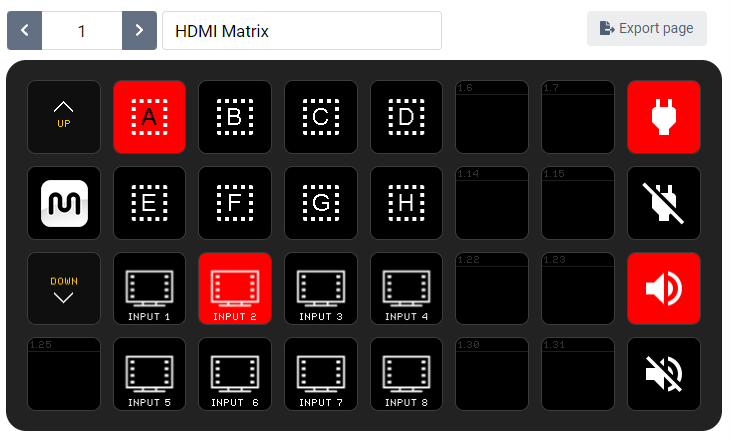 1
HDMI Matrix
Export page
UP
A
B
C
D
1.6
1.7
E
F
G
H
1.14
1.15
DOWN
INPUT 1
INPUT 2
INPUT 3
INPUT 4
1.22
1.23
1.25
INPUT 5
INPUT 6
INPUT 7
INPUT 8
1.30
1.31